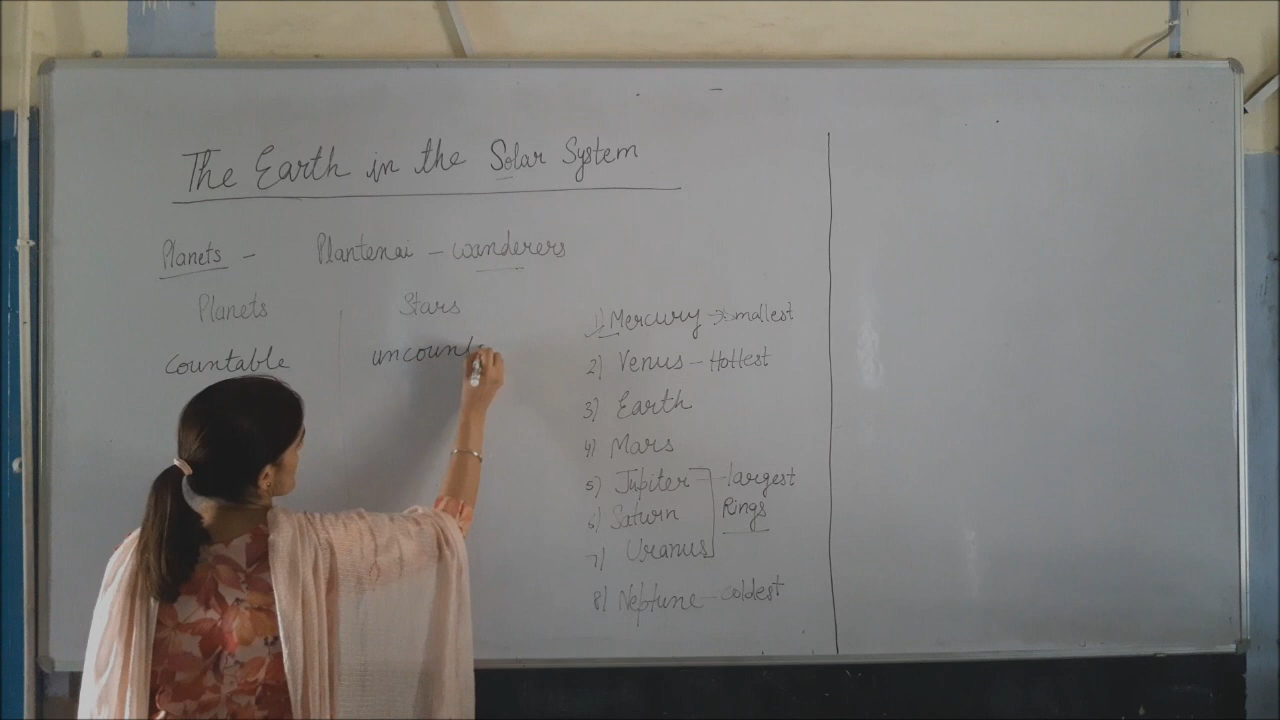 The Earth in the Solar System
Planets - Plantenai - wanderers
Planets Stars
Countable uncount
1) Mercury → Smallest
2) Venus - Hottest
3) Earth
4) Mars
5) Jupiter - largest
6) Saturn Rings
7) Uranus
8) Neptune - coldest